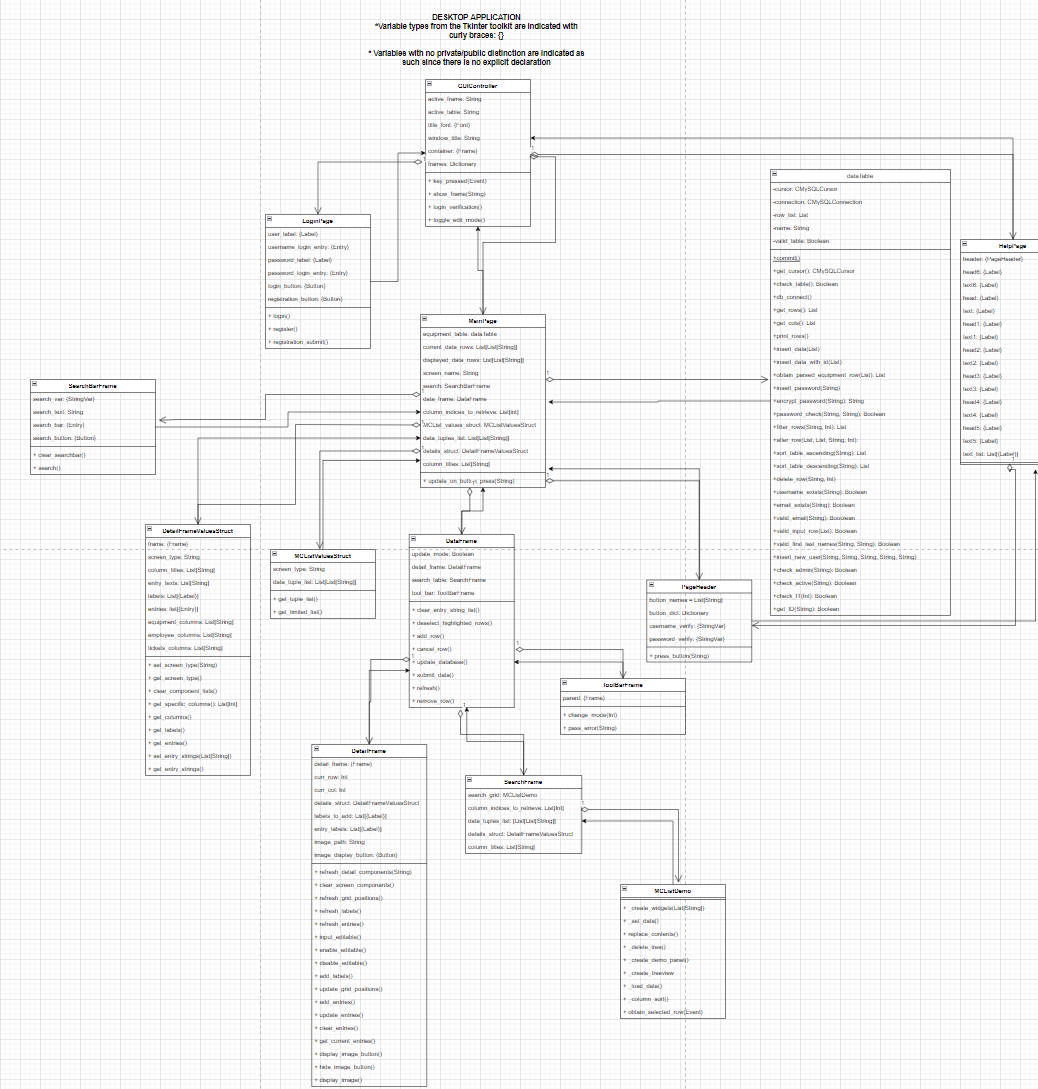 DESKTOP APPLICATION
*Variable types from the Tkinter toolkit are indicated with
curly braces: {}
* Variables with no private/public distinction are indicated as
such since there is no explicit declaration
GUIController
active_frame: String
active_table: String
title_font: {Font}
window_title: String
container: {Frame}
frames: Dictionary
+ key_pressed(Event)
+ show_frame(String)
+ login_verification()
+ toggle_edit_mode()
LoginPage
user_label: {Label}
username_login_entry: {Entry}
password_label: {Label}
password_login_entry: {Entry}
login_button: {Button}
registration_button: {Button}
+ login()
+ register()
+ registration_submit()
dataTable
-cursor: CMySQLCursor
-connection: CMySQLConnection
-row_list: List
-name: String
-valid_table: Boolean
+commit()
+get_cursor(): CMySQLCursor
+check_table(): Boolean
+db_connect()
+get_rows(): List
+get_cols(): List
+print_rows()
+insert_data(List)
+insert_data_with_id(List)
+obtain_parsed_equipment_row(List): List
+insert_password(String)
+encrypt_password(String): String
+password_check(String, String): Boolean
+filter_rows(String, Int): List
+alter_row(List, List, String, Int):
+sort_table_ascending(String): List
+sort_table_descending(String): List
+delete_row(String, Int)
+username_exists(String): Boolean
+email_exists(String): Boolean
+valid_email(String): Booolean
+valid_input_row(List): Boolean
+valid_first_last_names(String, String): Boolean
+insert_new_user(String, String, String, String, String)
+check_admin(String): Boolean
+check_active(String): Boolean
+check_IT(Int): Boolean
+get_ID(String): Boolean
HelpPage
header: {PageHeader}
head6: {Label}
text6: {Label}
head: {Label}
text: {Label}
head1: {Label}
text1: {Label}
head2: {Label}
text2: {Label}
head3: {Label}
text3: {Label}
head4: {Label}
text4: {Label}
head5: {Label}
text5: {Label}
text_list: List[{Label}]
MainPage
equipment_table: dataTable
current_data_rows: List[List[String]]
displayed_data_rows: List[List[String]]
screen_name: String
search: SearchBarFrame
data_frame: DataFrame
column_indices_to_retrieve: List[Int]
MCList_values_struct: MCListValuesStruct
data_tuples_list: List[List[String]]
details_struct: DetailFrameValuesStruct
column_titles: List[String]
+ update_on_button_press(String)
SearchBarFrame
search_var: {StringVar}
search_text: String
search_bar: {Entry}
search_button: {Button}
+ clear_searchbar()
+ search()
DetailFrameValuesStruct
frame: {Frame}
screen_type: String
column_titles: List[String]
entry_texts: List[String]
labels: List[{Label}]
entries: list[{Entry}]
equipment_columns: List[String]
employee_columns: List[String]
tickets_columns: List[String]
+ set_screen_type(String)
+ get_screen_type()
+ clear_component_lists()
+ get_specific_columns(): List[Int]
+ get_columns()
+ get_labels()
+ get_entries()
+ set_entry_strings(List[String])
+ get_entry_strings()
MCListValuesStruct
screen_type: String
data_tuple_list: List[List[String]]
+ get_tuple_list()
+ get_limited_list()
DataFrame
update_mode: Boolean
detail_frame: DetailFrame
search_table: SearchFrame
tool_bar: ToolBarFrame
+ clear_entry_string_list()
+ deselect_highlighted_rows()
+ add_row()
+ cancel_row()
+ update_database()
+ submit_data()
+ refresh()
+ remove_row()
PageHeader
button_names = List[String]
button_dict: Dictionary
username_verify: {StringVar}
password_verify: {StringVar}
+ press_button(String)
ToolBarFrame
parent: {Frame}
+ change_mode(Int)
+ pass_error(String)
DetailFrame
detail_frame: {Frame}
curr_row: Int
curr_col: Int
details_struct: DetailFrameValuesStruct
labels_to_add: List[{Label}]
entry_labels: List[{Label}]
image_path: String
image_display_button: {Button}
+ refresh_detail_components(String)
+ clear_screen_components()
+ refresh_grid_positions()
+ refresh_labels()
+ refresh_entries()
+ input_editable()
+ enable_editable()
+ disable_editable()
+ add_labels()
+ update_grid_positions()
+ add_entries()
+ update_entries()
+ clear_entries()
+ get_current_entries()
+ display_image_button()
+ hide_image_button()
+ display_image()
SearchFrame
search_grid: MCListDemo
column_indices_to_retrieve: List[Int]
data_tuples_list: [List[List[String]]
details_struct: DetailFrameValuesStruct
column_titles: List[String]
MCListDemo
+ _create_widgets(List[String])
+ _set_data()
+ replace_contents()
+ _delete_tree()
+ _create_demo_panel()
+ _create_treeview
+ _load_data()
+ _column_sort()
+ obtain_selected_row(Event)